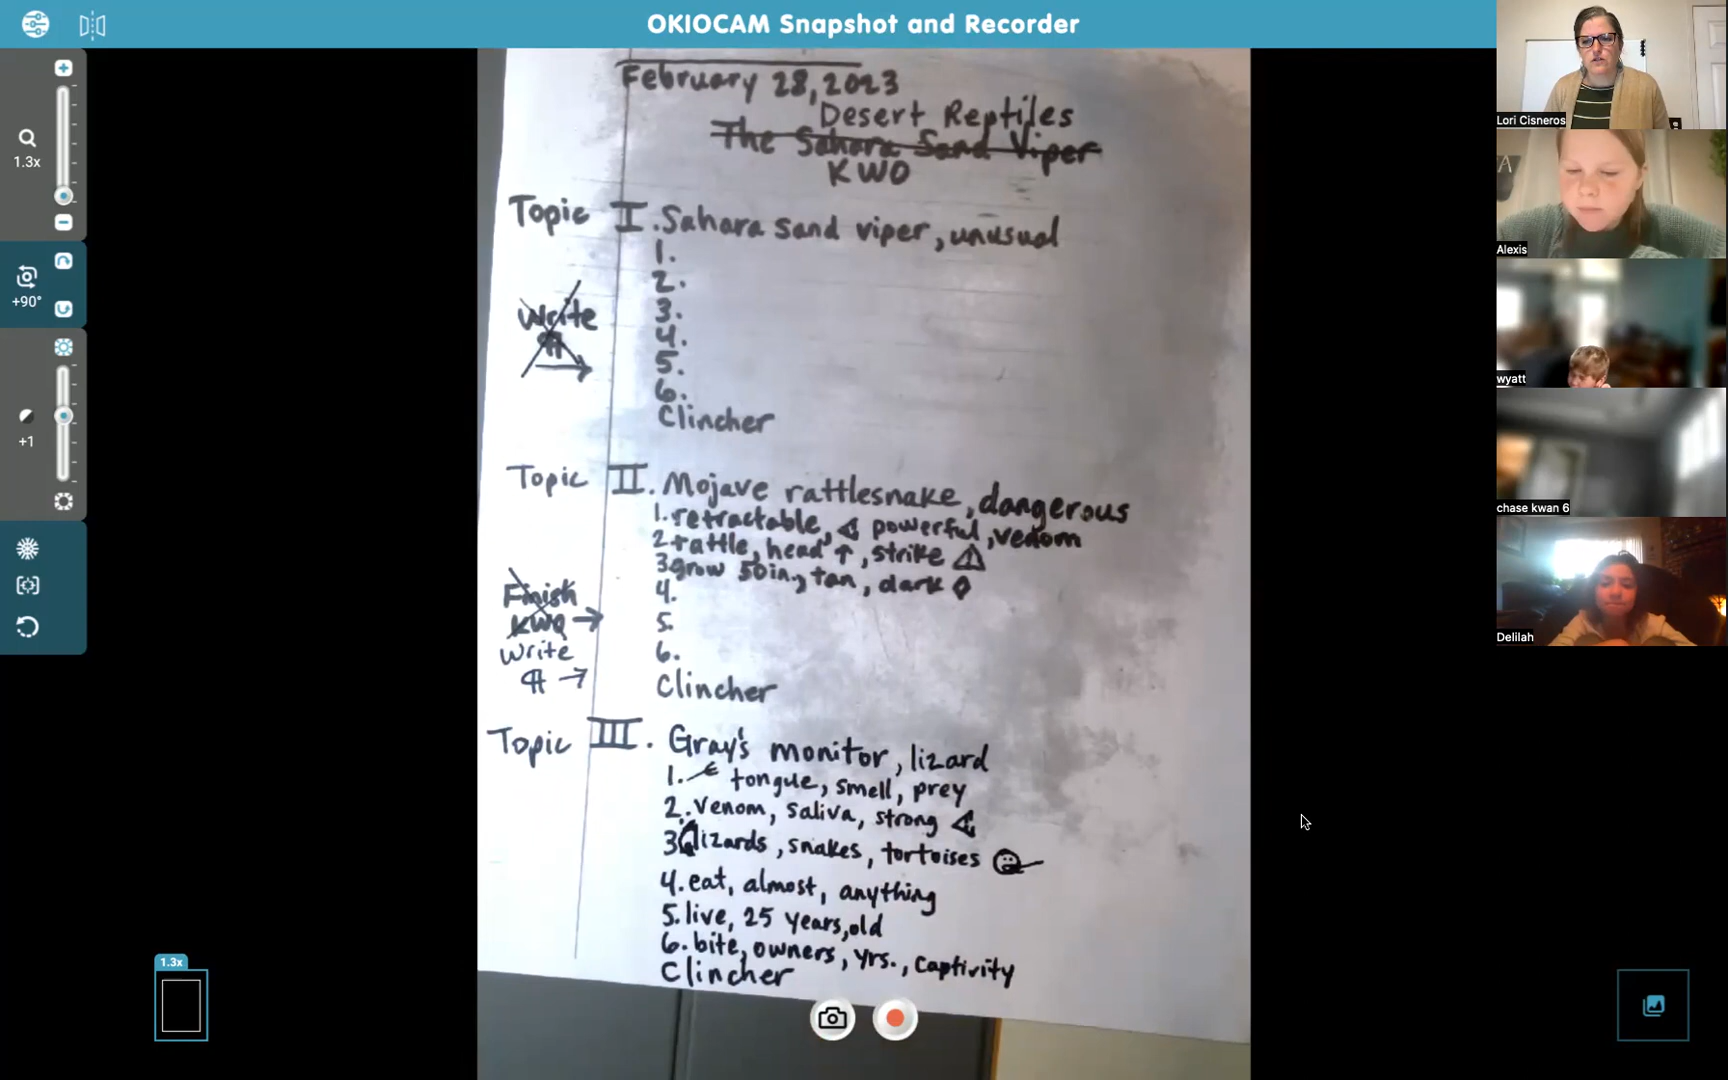 OKIOCAM Snapshot and Recorder
1.3x
+90°
+1
1.3x
February 28, 2023
Desert Reptiles
The Sahara Sand Viper
KWO
Topic I. Sahara sand viper, unusual
1.
2.
3.
4.
5.
6.
Clincher
Write
¶
→
Topic II. Mojave rattlesnake, dangerous
1. retractable, powerful, venom
2. rattle, head ↑, strike ⚠
3. grow 50 in., tan, dark ◊
4.
5.
6.
Clincher
Finish
KWO →
Write
¶ →
Topic III. Gray's monitor, lizard
1. tongue, smell, prey
2. venom, saliva, strong
3. lizards, snakes, tortoises
4. eat, almost, anything
5. live, 25 years, old
6. bite, owners, yrs., captivity
Clincher
Lori Cisneros
Alexis
wyatt
chase kwan 6
Delilah